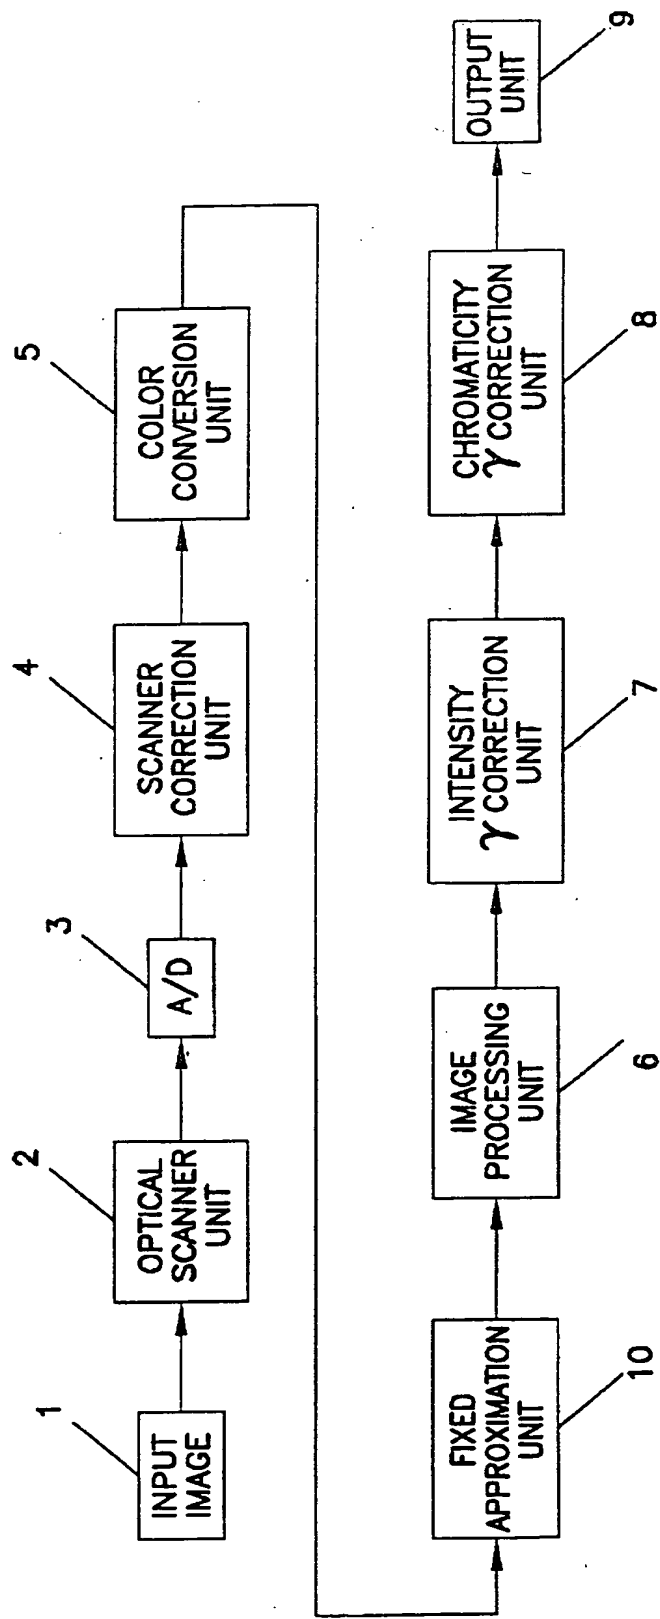 1
INPUT
IMAGE
2
OPTICAL
SCANNER
UNIT
3
A/D
4
SCANNER
CORRECTION
UNIT
5
COLOR
CONVERSION
UNIT
10
FIXED
APPROXIMATION
UNIT
6
IMAGE
PROCESSING
UNIT
7
INTENSITY
γ CORRECTION
UNIT
8
CHROMATICITY
γ CORRECTION
UNIT
9
OUTPUT
UNIT